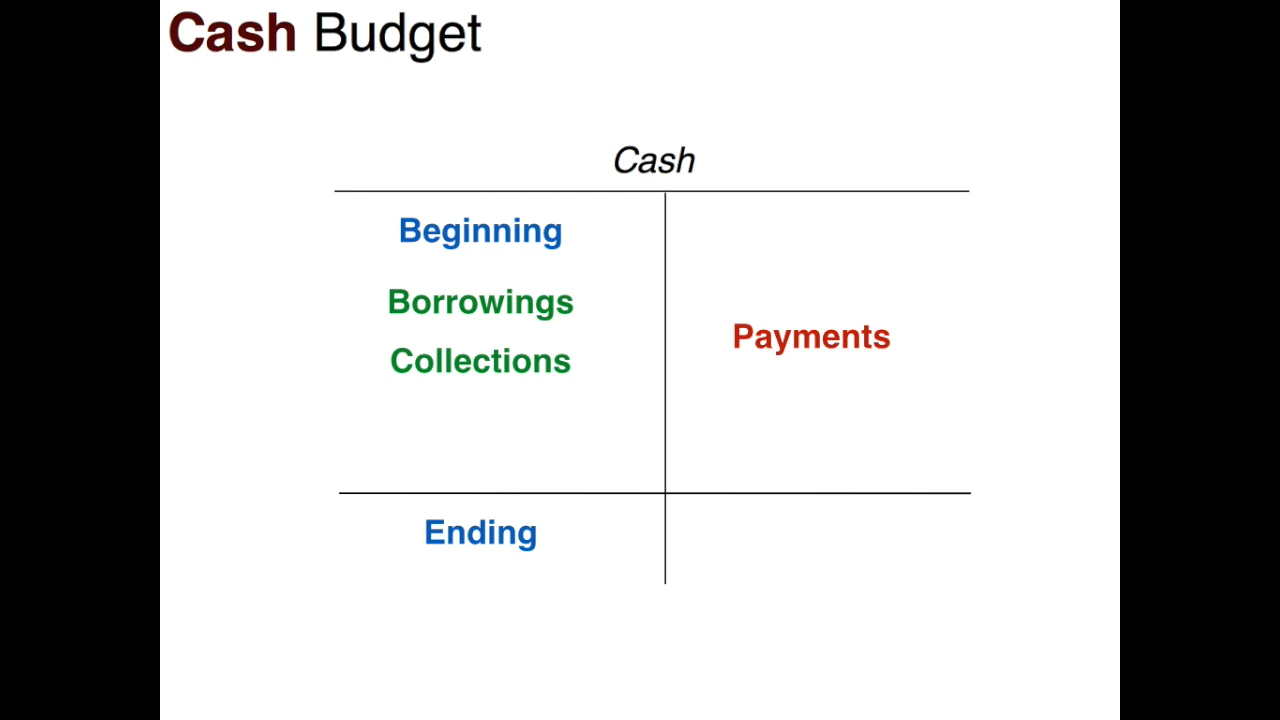 Cash Budget
Cash
Beginning
Borrowings
Collections
Payments
Ending